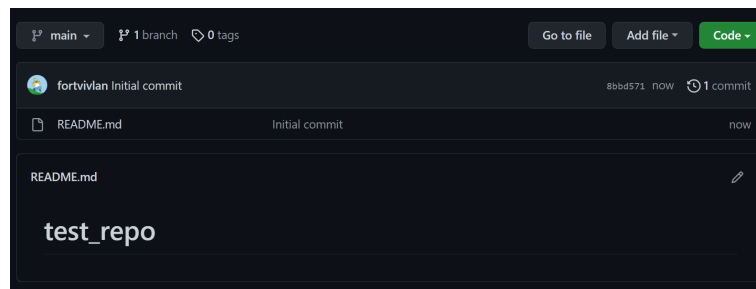 main 1 branch 0 tags Go to file Add file Code
fortvivlan Initial commit 8bbd571 now 1 commit
README.md Initial commit now
README.md
test_repo